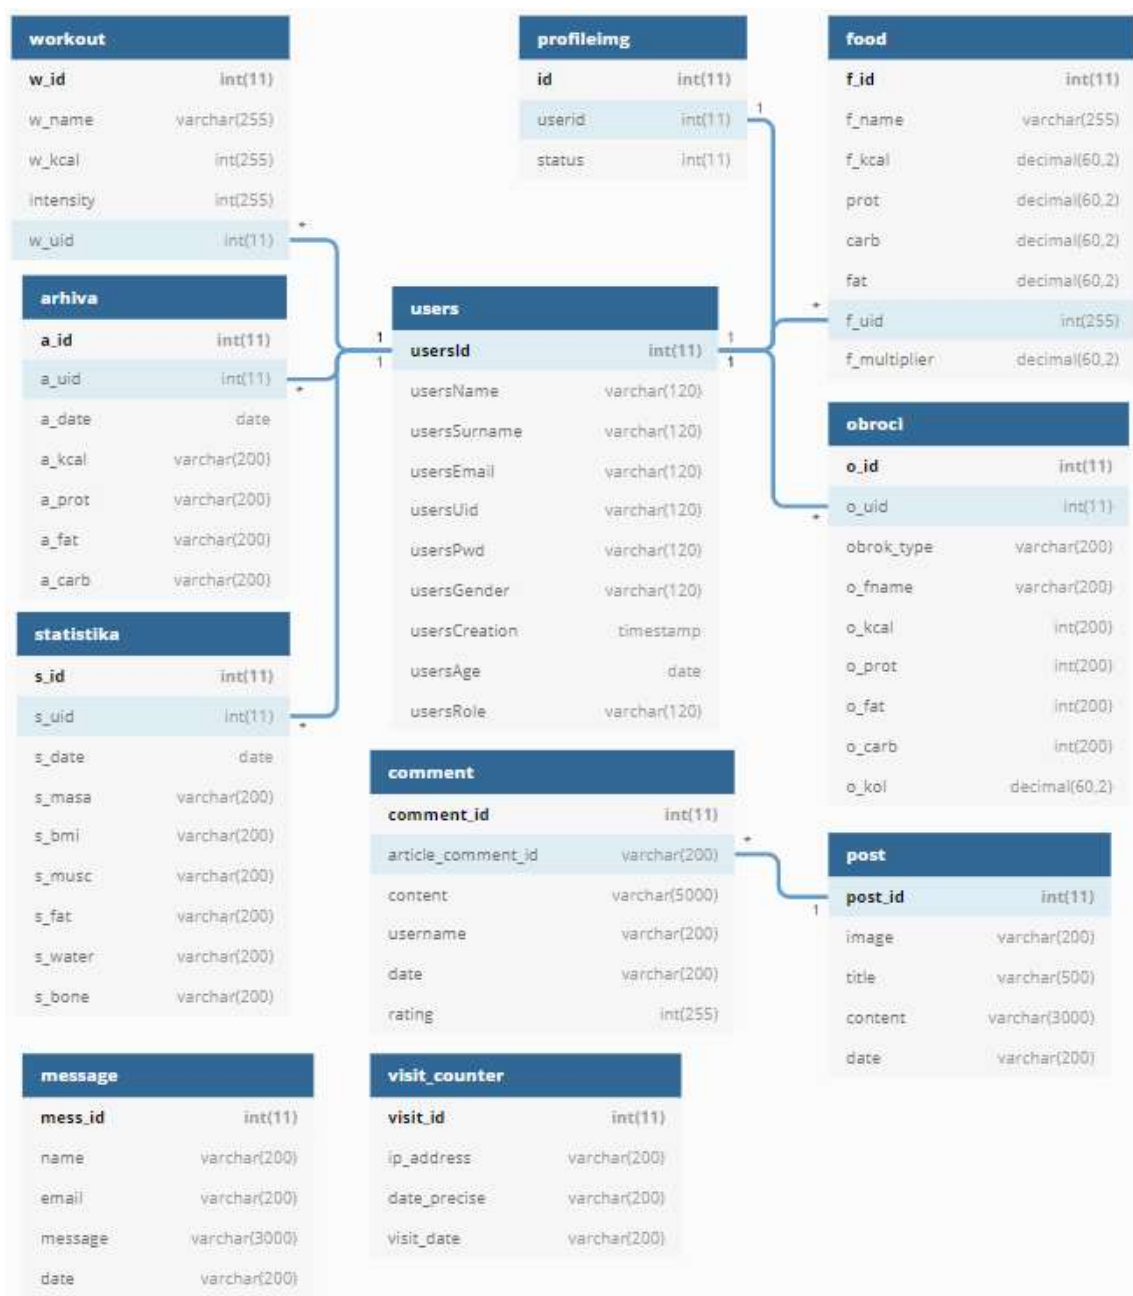 workout
w_id int(11)
w_name varchar(255)
w_kcal int(255)
intensity int(255)
w_uid int(11)
*
profileimg
id int(11)
userid int(11)
1
status int(11)
food
f_id int(11)
f_name varchar(255)
f_kcal decimal(60,2)
prot decimal(60,2)
carb decimal(60,2)
fat decimal(60,2)
*
f_uid int(255)
f_multiplier decimal(60,2)
arhiva
a_id int(11)
a_uid int(11)
*
a_date date
a_kcal varchar(200)
a_prot varchar(200)
a_fat varchar(200)
a_carb varchar(200)
users
1
1
usersId int(11)
1
1
usersName varchar(120)
usersSurname varchar(120)
usersEmail varchar(120)
usersUid varchar(120)
usersPwd varchar(120)
usersGender varchar(120)
usersCreation timestamp
usersAge date
usersRole varchar(120)
obroci
o_id int(11)
o_uid int(11)
*
obrok_type varchar(200)
o_fname varchar(200)
o_kcal int(200)
o_prot int(200)
o_fat int(200)
o_carb int(200)
o_kol decimal(60,2)
statistika
s_id int(11)
s_uid int(11)
*
s_date date
s_masa varchar(200)
s_bmi varchar(200)
s_musc varchar(200)
s_fat varchar(200)
s_water varchar(200)
s_bone varchar(200)
comment
comment_id int(11)
*
article_comment_id varchar(200)
content varchar(5000)
username varchar(200)
date varchar(200)
rating int(255)
post
post_id int(11)
1
image varchar(200)
title varchar(500)
content varchar(3000)
date varchar(200)
message
mess_id int(11)
name varchar(200)
email varchar(200)
message varchar(3000)
date varchar(200)
visit_counter
visit_id int(11)
ip_address varchar(200)
date_precise varchar(200)
visit_date varchar(200)